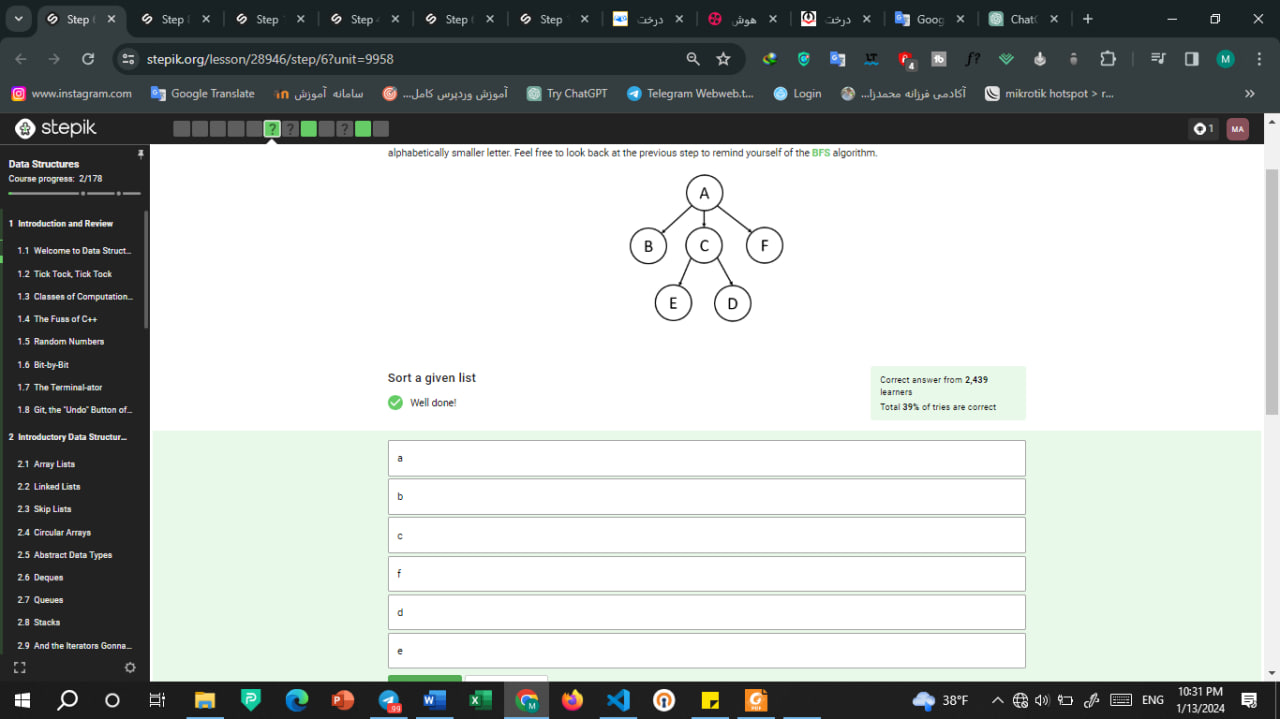 Step (
Step (
Step
Step 4
Step (
Step
درخت
هوش
درخت
Goog
ChatG
stepik.org/lesson/28946/step/6?unit=9958
4
M
www.instagram.com
Google Translate
سامانه آموزش
آموزش وردپرس کامل...
Try ChatGPT
Telegram Webweb.t...
Login
آکادمی فرزانه محمدزا...
mikrotik hotspot > r...
stepik
?
?
?
1
MA
Data Structures
Course progress: 2/178
1 Introduction and Review
1.1 Welcome to Data Struct...
1.2 Tick Tock, Tick Tock
1.3 Classes of Computation...
1.4 The Fuss of C++
1.5 Random Numbers
1.6 Bit-by-Bit
1.7 The Terminal-ator
1.8 Git, the "Undo" Button of...
2 Introductory Data Structur...
2.1 Array Lists
2.2 Linked Lists
2.3 Skip Lists
2.4 Circular Arrays
2.5 Abstract Data Types
2.6 Deques
2.7 Queues
2.8 Stacks
2.9 And the Iterators Gonna...
alphabetically smaller letter. Feel free to look back at the previous step to remind yourself of the BFS algorithm.
A
B C F
E D
Sort a given list
Well done!
Correct answer from 2,439
learners
Total 39% of tries are correct
a
b
c
f
d
e
99
38°F
ENG
10:31 PM
1/13/2024